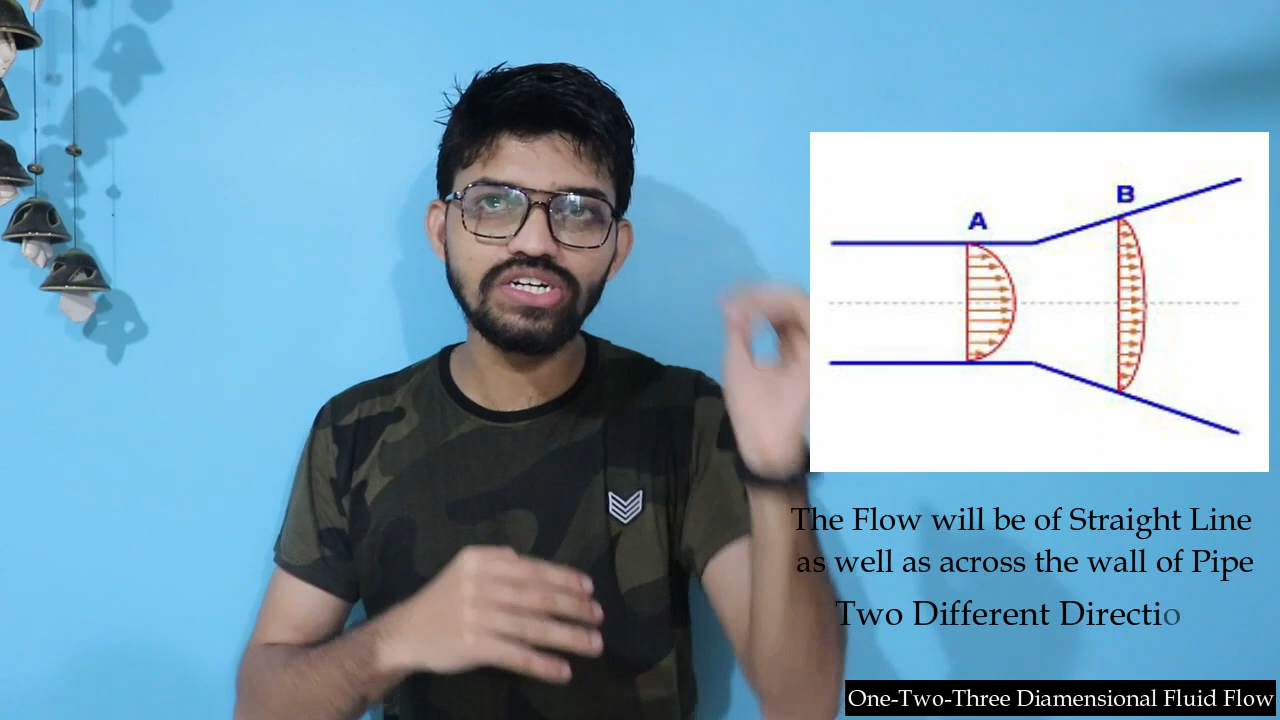 A
B
The Flow will be of Straight Line
as well as across the wall of Pipe
Two Different Directio
One-Two-Three Diamensional Fluid Flow